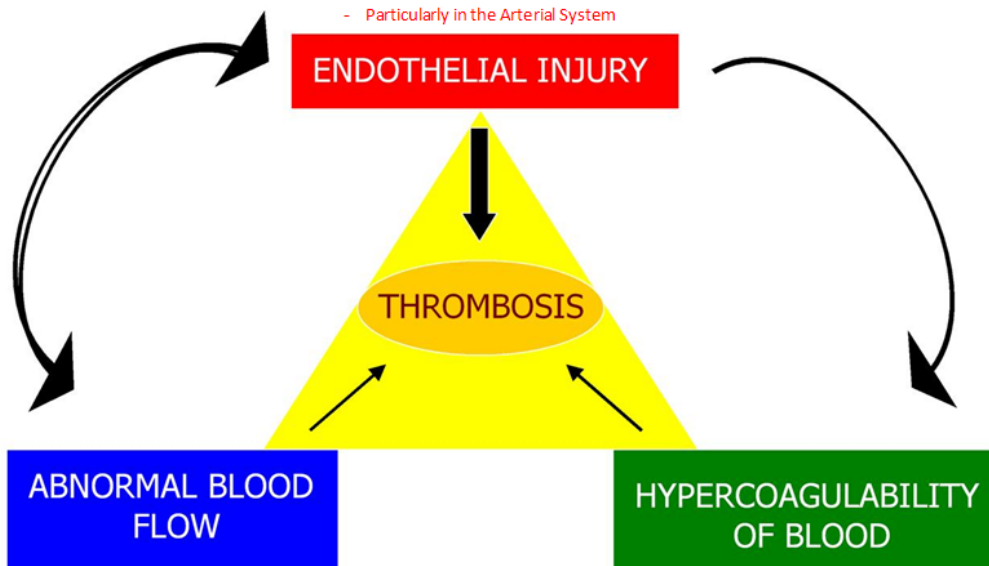 - Particularly in the Arterial System
ENDOTHELIAL INJURY
THROMBOSIS
ABNORMAL BLOOD
FLOW
HYPERCOAGULABILITY
OF BLOOD